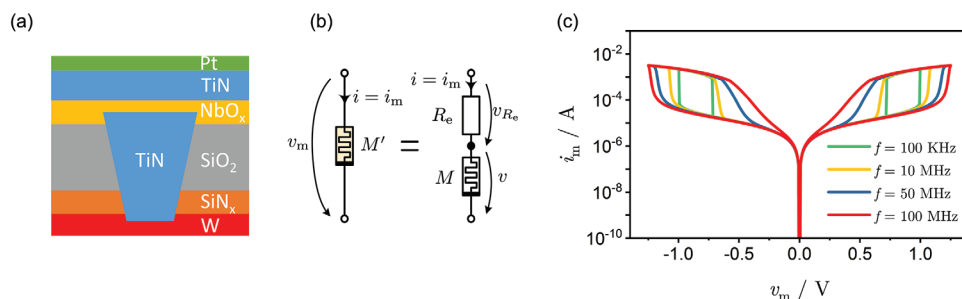 (a)
Pt
TiN
NbOx
TiN
SiO2
SiNx
W
(b)
i = im
vm
M′
=
i = im
Re
vRe
M
v
(c)
im / A
10-2
10-4
10-6
10-8
10-10
f = 100 KHz
f = 10 MHz
f = 50 MHz
f = 100 MHz
-1.0
-0.5
0.0
0.5
1.0
vm / V